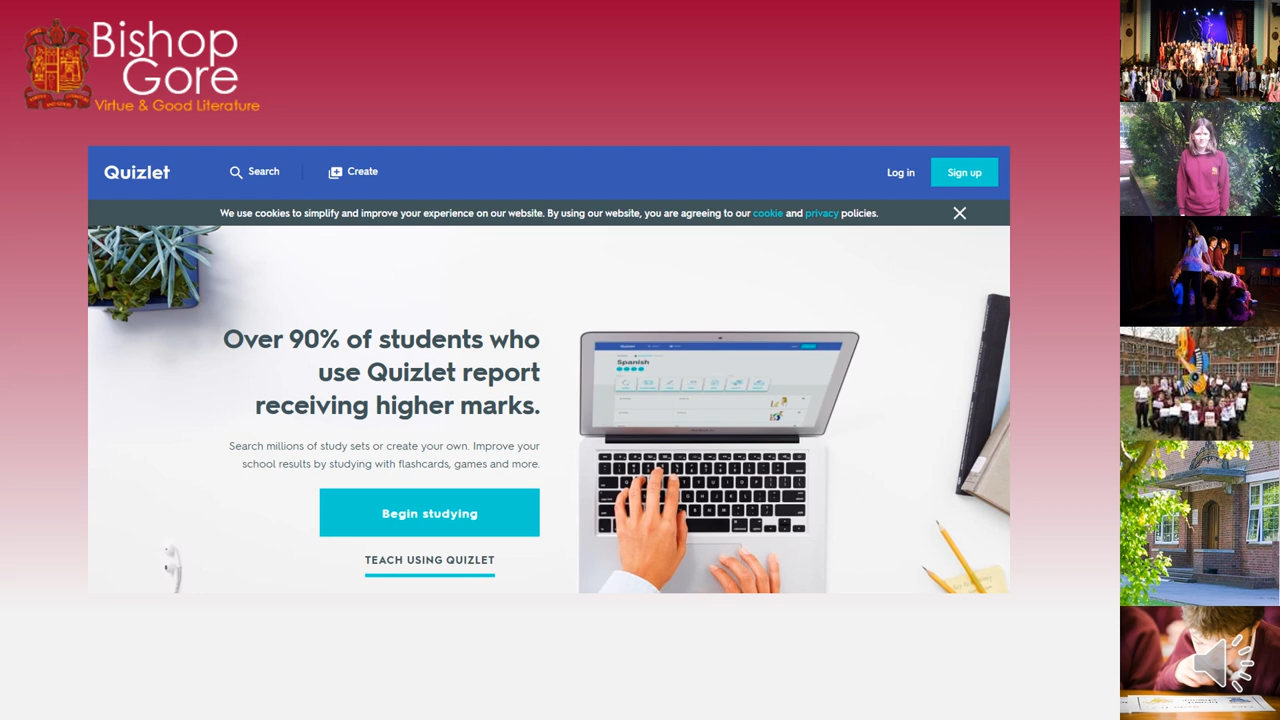 Bishop
Gore
Virtue & Good Literature
Quizlet
Search
Create
Log in
Sign up
We use cookies to simplify and improve your experience on our website. By using our website, you are agreeing to our cookie and privacy policies.
Over 90% of students who
use Quizlet report
receiving higher marks.
Search millions of study sets or create your own. Improve your
school results by studying with flashcards, games and more.
Begin studying
TEACH USING QUIZLET
Spanish